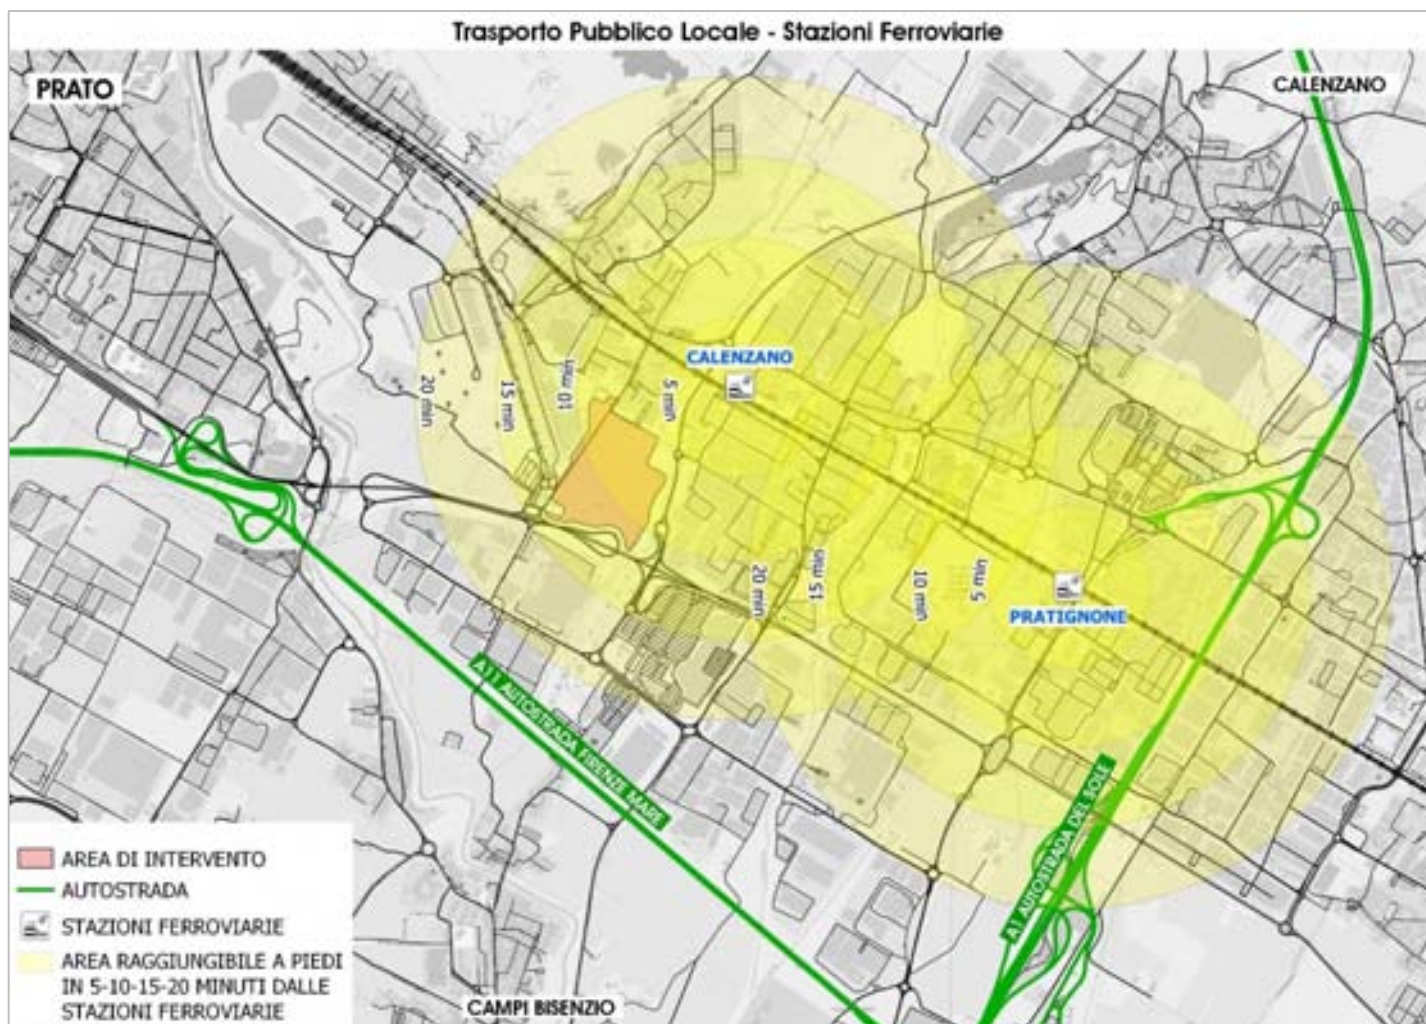 Trasporto Pubblico Locale - Stazioni Ferroviarie
PRATO
CALENZANO
CALENZANO
20 min
15 min
10 min
5 min
20 min
15 min
10 min
5 min
PRATIGNONE
A11 AUTOSTRADA FIRENZE MARE
A1 AUTOSTRADA DEL SOLE
AREA DI INTERVENTO
AUTOSTRADA
STAZIONI FERROVIARIE
AREA RAGGIUNGIBILE A PIEDI
IN 5-10-15-20 MINUTI DALLE
STAZIONI FERROVIARIE
CAMPI BISENZIO